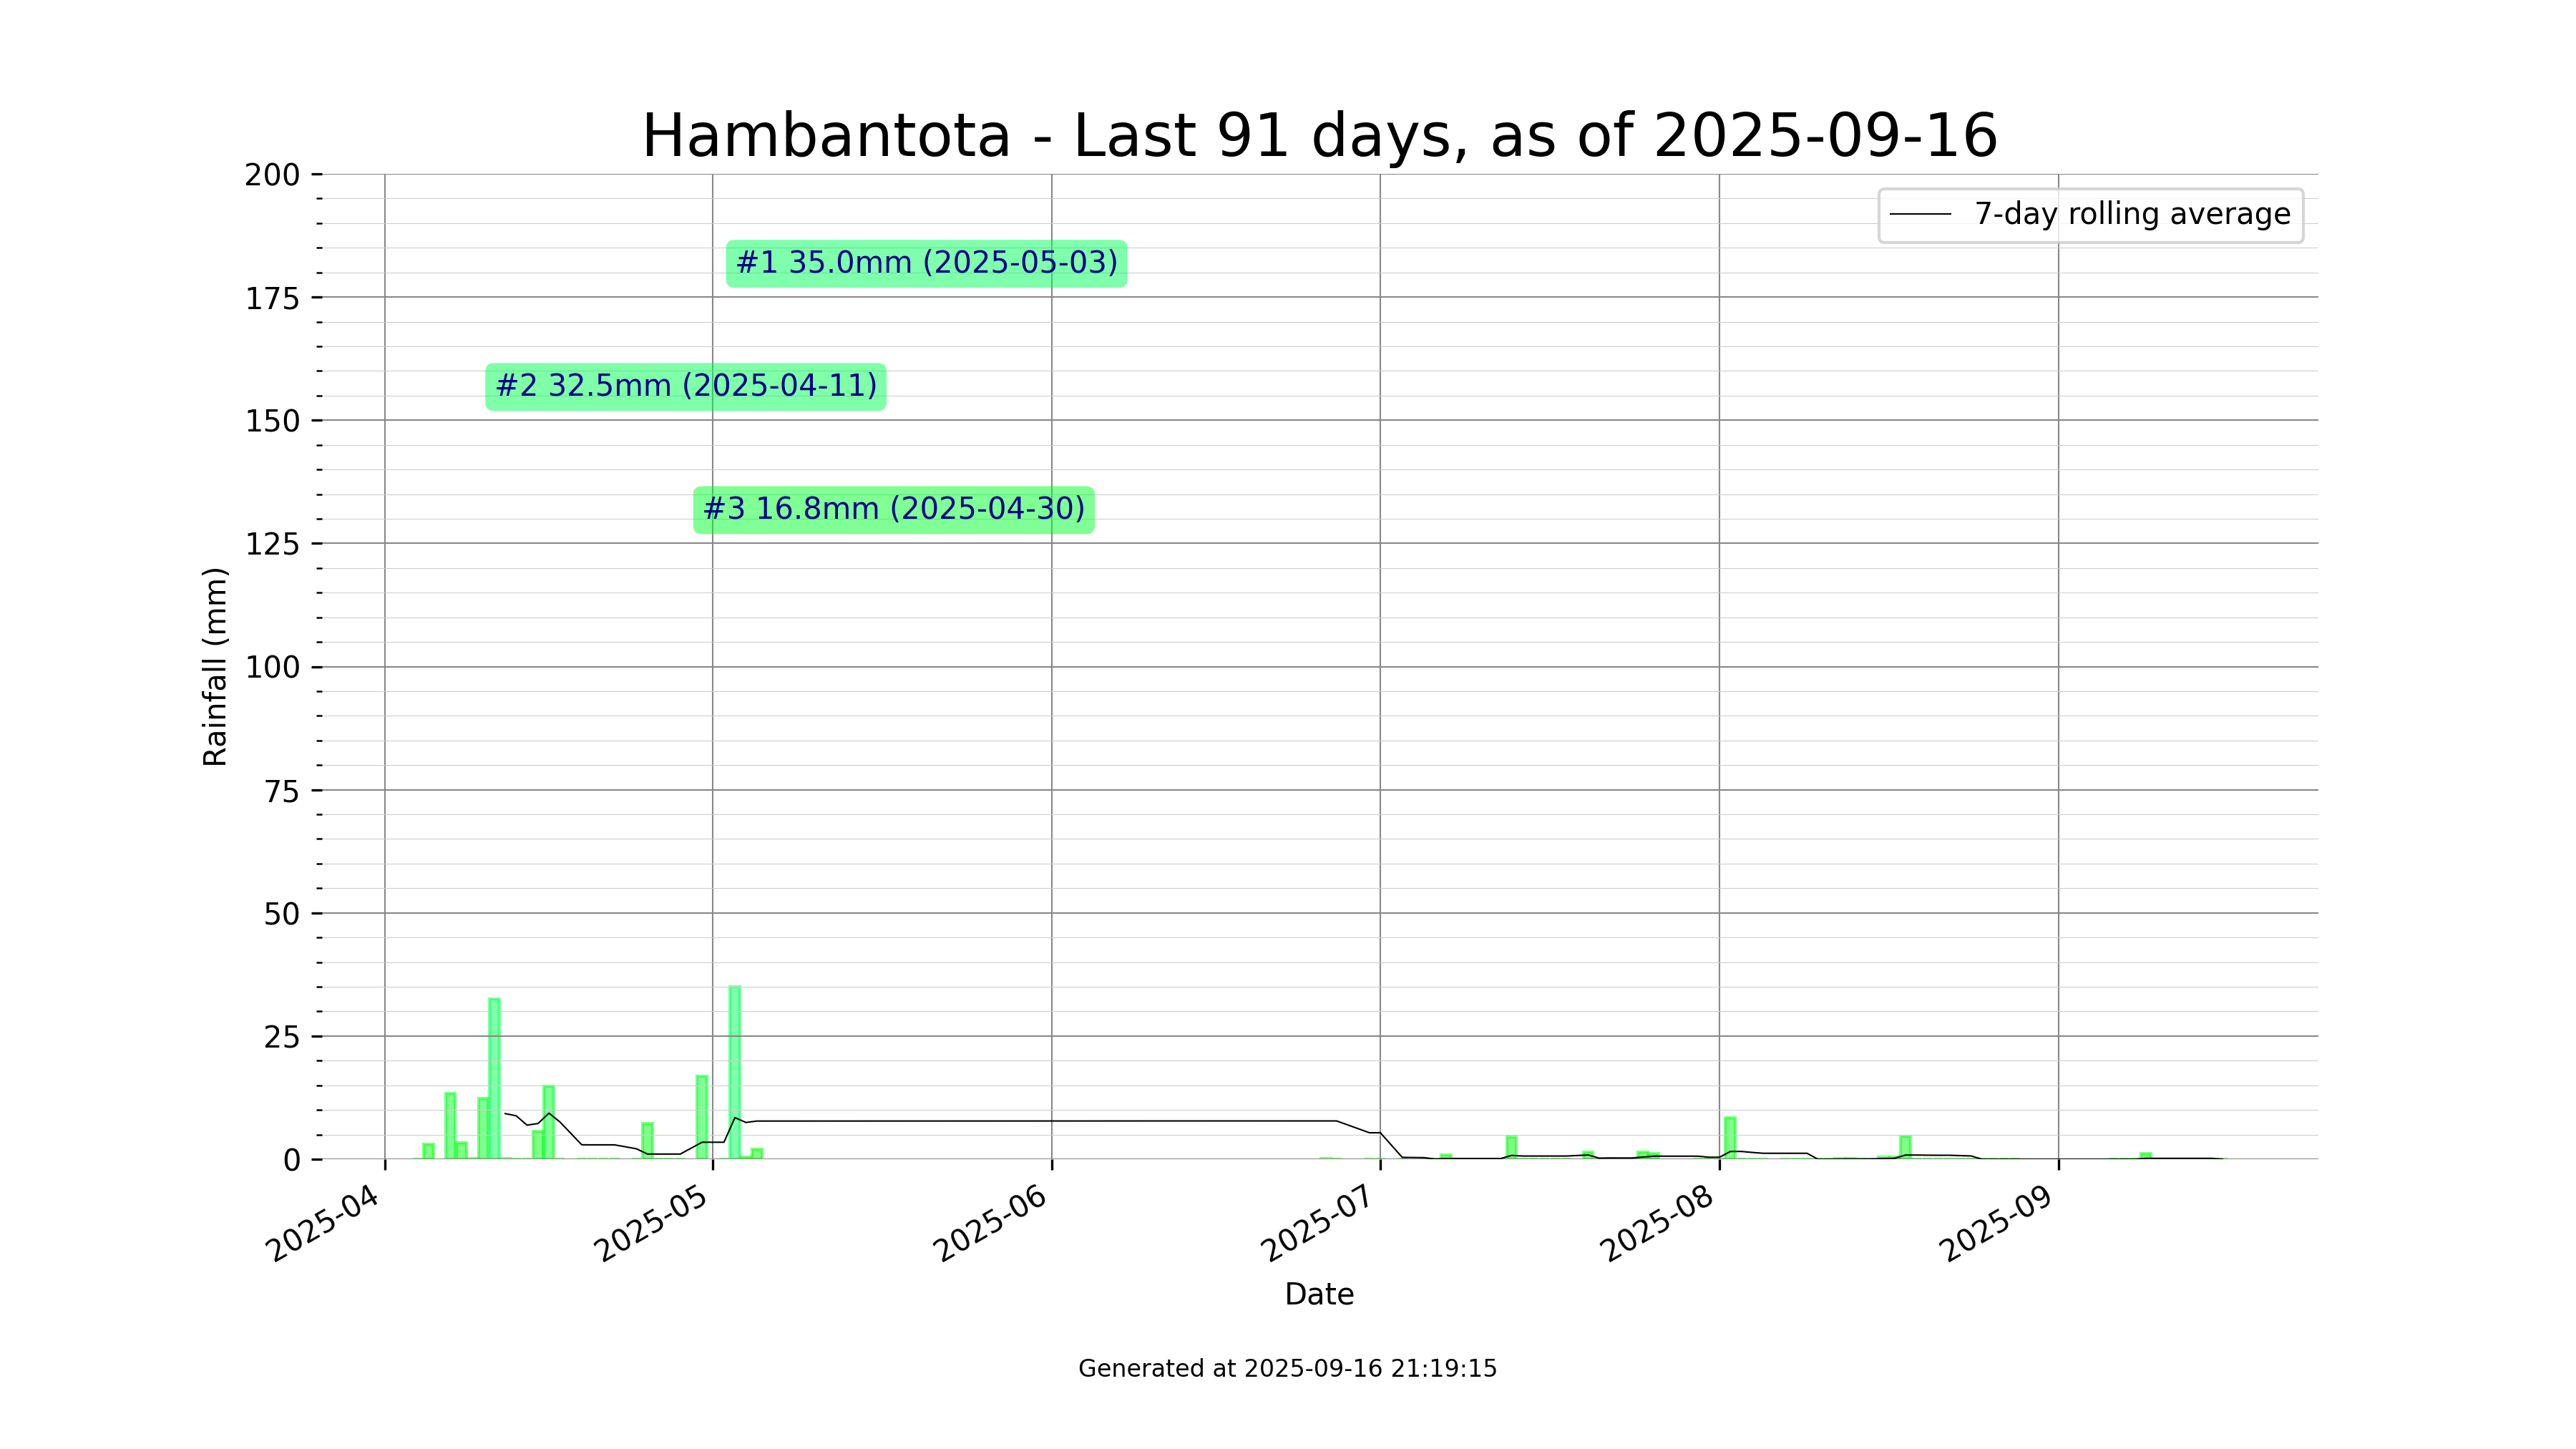 Hambantota - Last 91 days, as of 2025-09-16
200
175
150
125
100
75
50
25
0
Rainfall (mm)
7-day rolling average
#1 35.0mm (2025-05-03)
#2 32.5mm (2025-04-11)
#3 16.8mm (2025-04-30)
2025-04
2025-05
2025-06
2025-07
2025-08
2025-09
Date
Generated at 2025-09-16 21:19:15